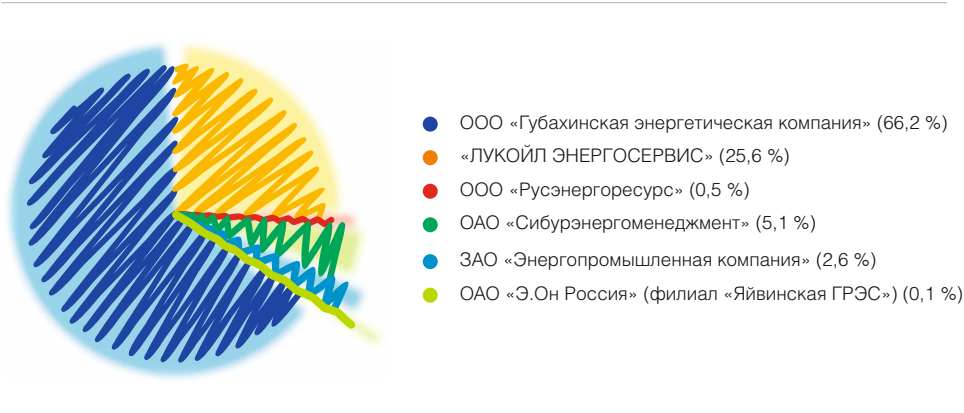 ООО «Губахинская энергетическая компания» (66,2 %)
«ЛУКОЙЛ ЭНЕРГОСЕРВИС» (25,6 %)
ООО «Русэнергоресурс» (0,5 %)
ОАО «Сибурэнергоменеджмент» (5,1 %)
ЗАО «Энергопромышленная компания» (2,6 %)
ОАО «Э.Он Россия» (филиал «Яйвинская ГРЭС») (0,1 %)